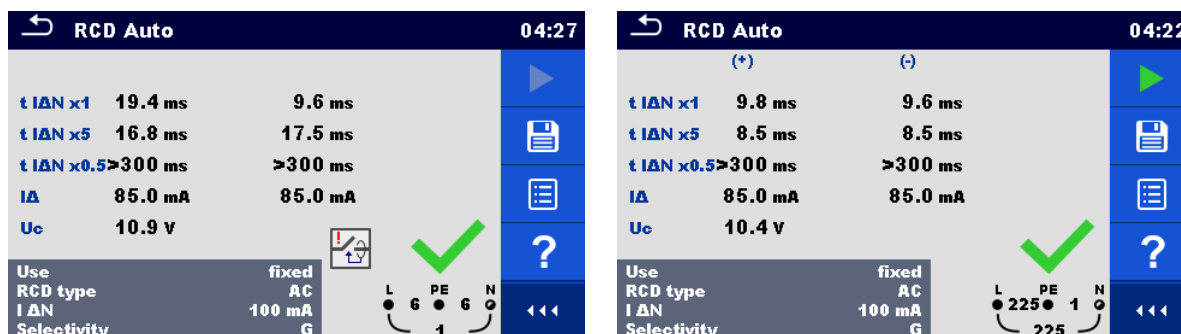 RCD Auto 04:27
t IΔN x1 19.4 ms 9.6 ms
t IΔN x5 16.8 ms 17.5 ms
t IΔN x0.5 >300 ms >300 ms
IΔ 85.0 mA 85.0 mA
Uc 10.9 V
Use fixed
RCD type AC
I ΔN 100 mA
Selectivity G
L PE N
6 6
1
?
RCD Auto 04:22
(+) (-)
t IΔN x1 9.8 ms 9.6 ms
t IΔN x5 8.5 ms 8.5 ms
t IΔN x0.5 >300 ms >300 ms
IΔ 85.0 mA 85.0 mA
Uc 10.4 V
Use fixed
RCD type AC
I ΔN 100 mA
Selectivity G
L PE N
225 1
225
?